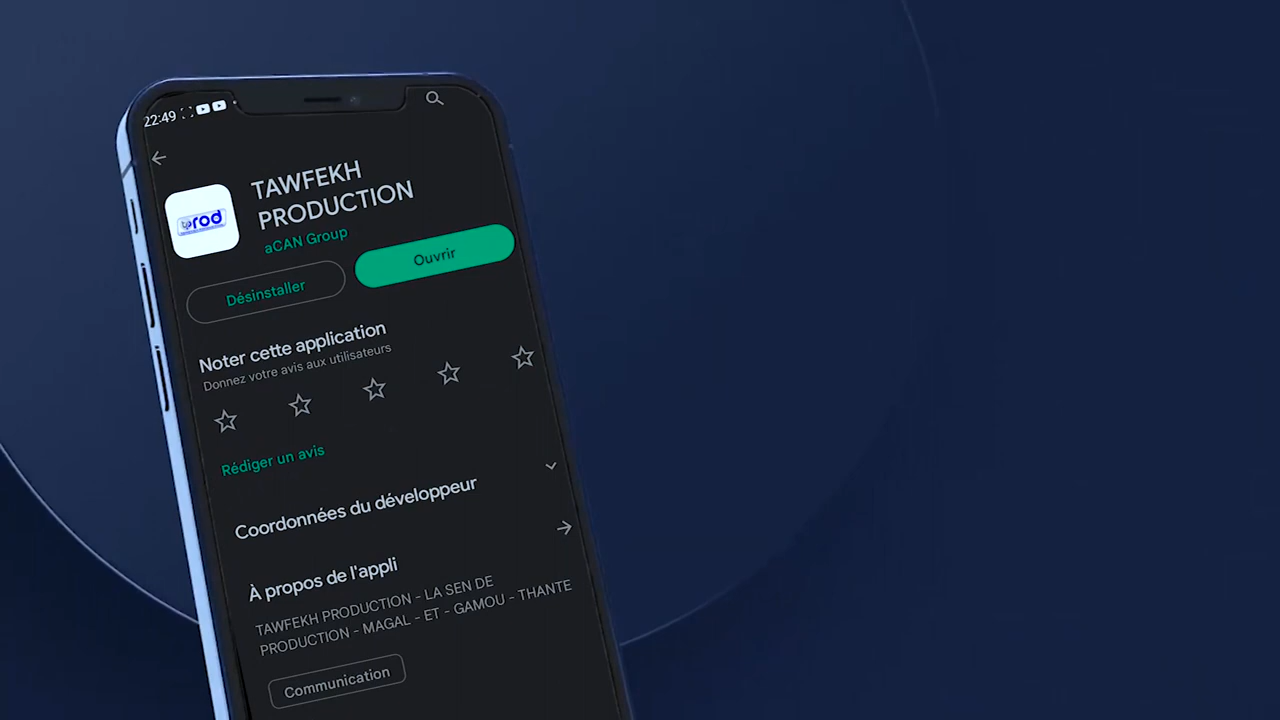 22:49
TAWFEKH
PRODUCTION
aCAN Group
rod
Désinstaller
Ouvrir
Noter cette application
Donnez votre avis aux utilisateurs
Rédiger un avis
Coordonnées du développeur
À propos de l'appli
TAWFEKH PRODUCTION - LA SEN DE
PRODUCTION - MAGAL - ET - GAMOU - THANTE
Communication